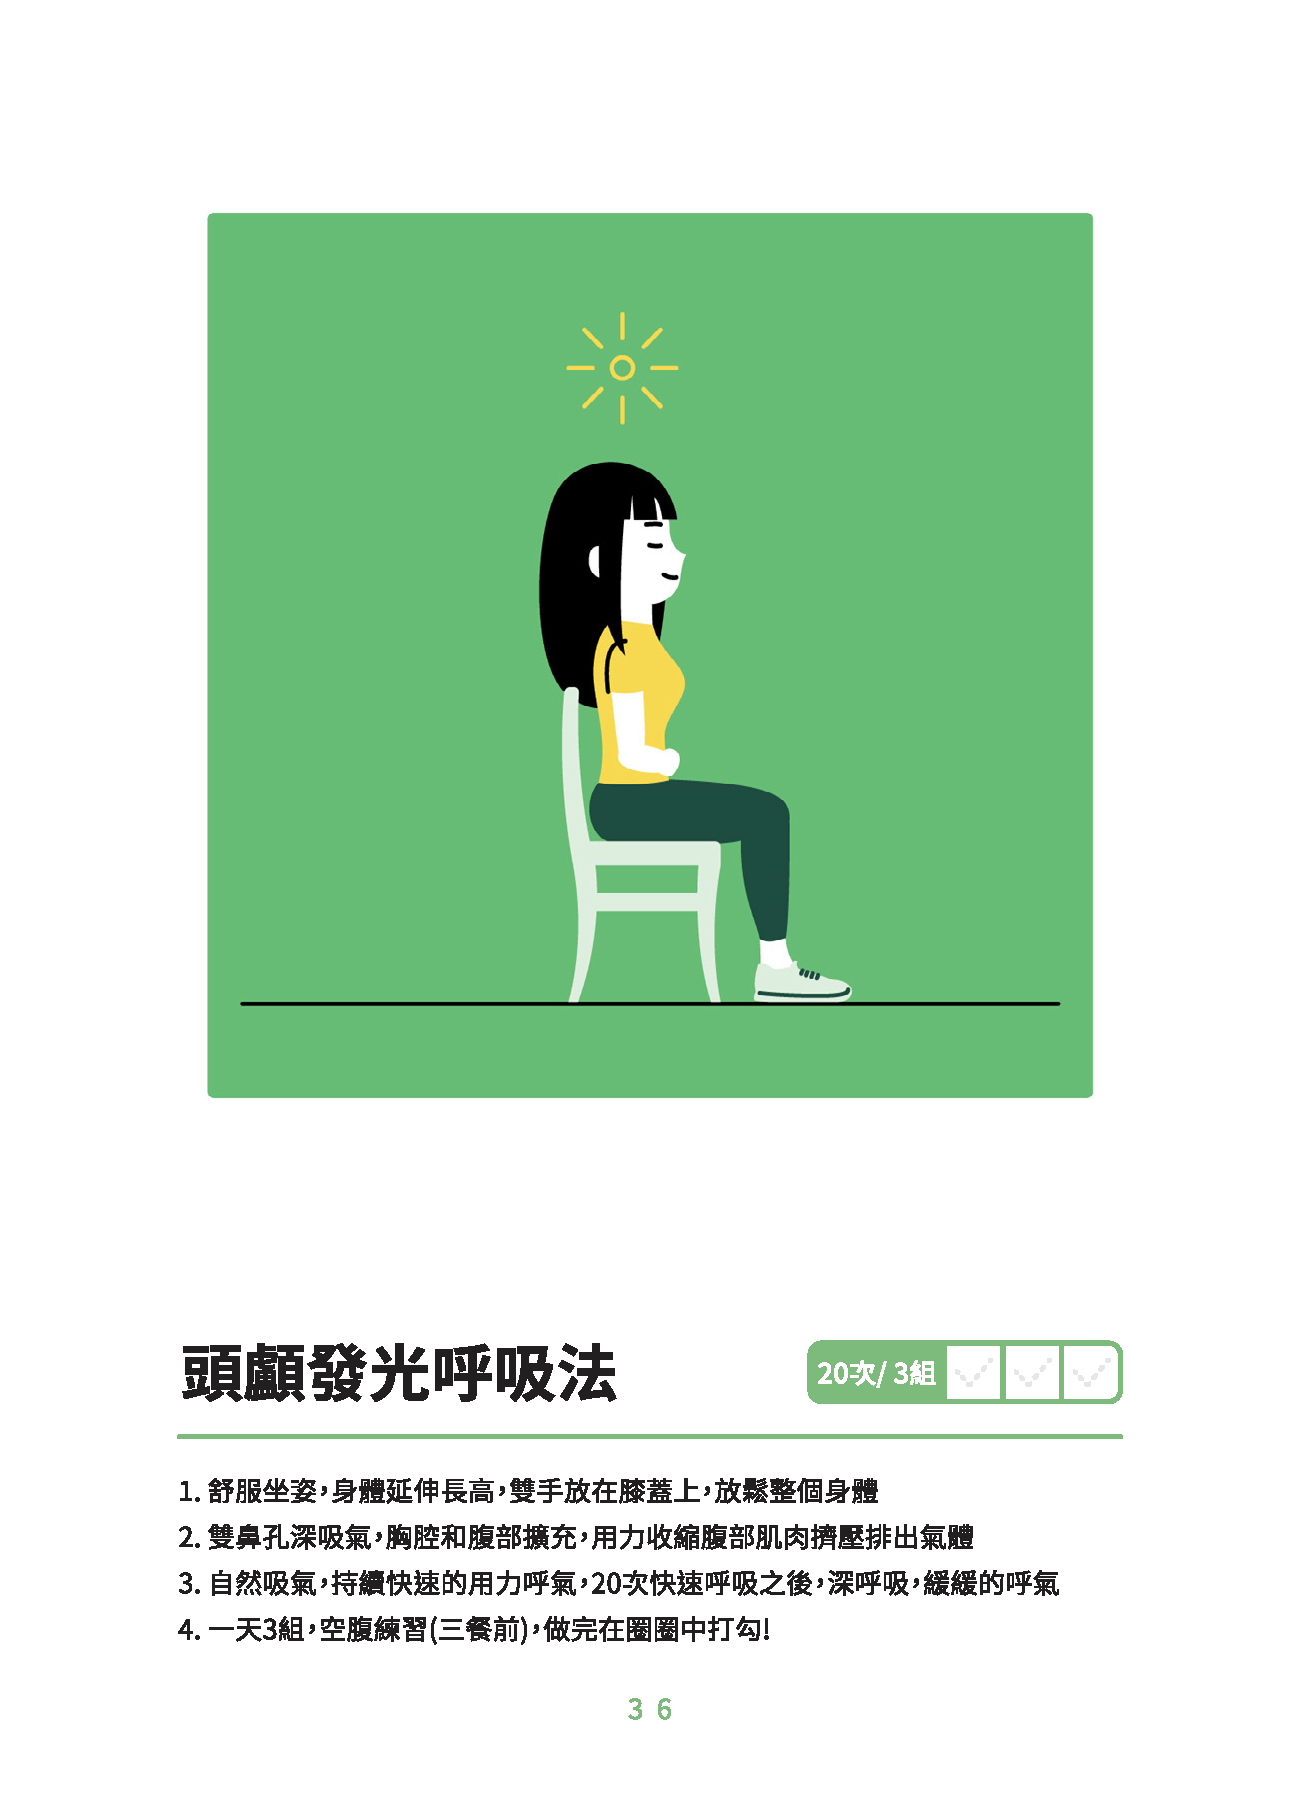 頭顱發光呼吸法
20次/ 3組
1. 舒服坐姿，身體延伸長高，雙手放在膝蓋上，放鬆整個身體
2. 雙鼻孔深吸氣，胸腔和腹部擴充，用力收縮腹部肌肉擠壓排出氣體
3. 自然吸氣，持續快速的用力呼氣，20次快速呼吸之後，深呼吸，緩緩的呼氣
4. 一天3組，空腹練習(三餐前)，做完在圈圈中打勾!
36